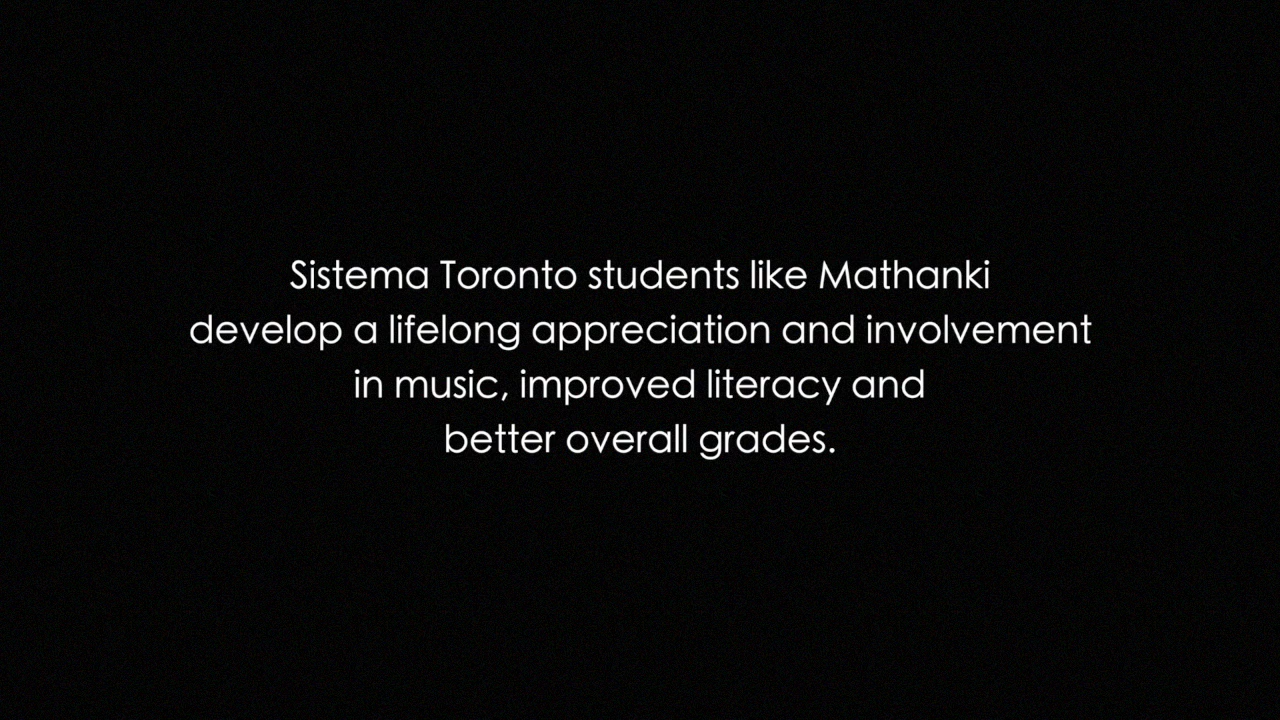 Sistema Toronto students like Mathanki
develop a lifelong appreciation and involvement
in music, improved literacy and
better overall grades.